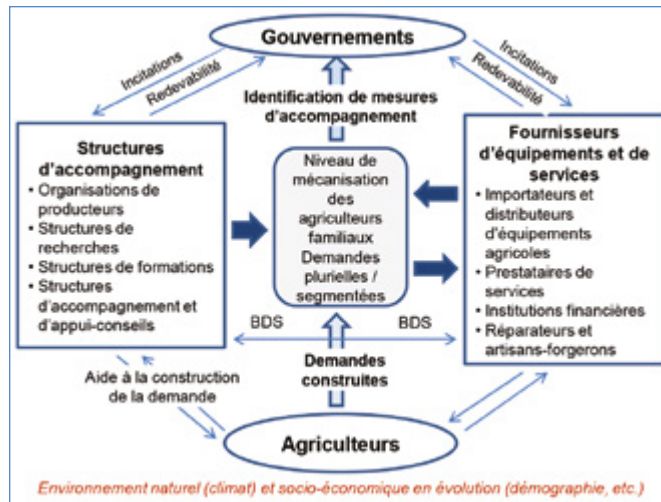 Gouvernements
Incitations
Redevabilité
Identification de mesures
d'accompagnement
Incitations
Redevabilité
Structures
d'accompagnement
• Organisations de
producteurs
• Structures de
recherches
• Structures de formations
• Structures
d'accompagnement et
d'appui-conseils
Niveau de
mécanisation
des
agriculteurs
familiaux
Demandes
plurielles /
segmentées
Fournisseurs
d'équipements et de
services
• Importateurs et
distributeurs
d'équipements
agricoles
• Prestataires de
services
• Institutions financières
• Réparateurs et
artisans-forgerons
BDS
BDS
Aide à la construction
de la demande
Demandes
construites
Agriculteurs
Environnement naturel (climat) et socio-économique en évolution (démographie, etc.)